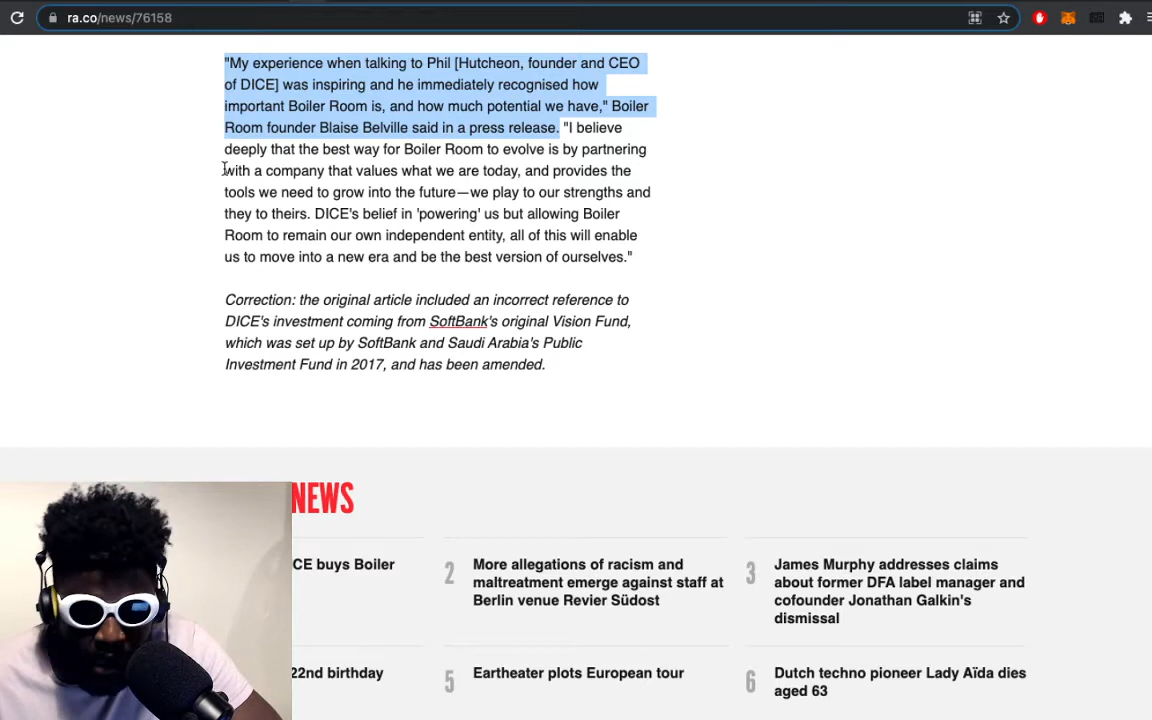 ra.co/news/76158
"My experience when talking to Phil [Hutcheon, founder and CEO
of DICE] was inspiring and he immediately recognised how
important Boiler Room is, and how much potential we have," Boiler
Room founder Blaise Belville said in a press release. "I believe
deeply that the best way for Boiler Room to evolve is by partnering
with a company that values what we are today, and provides the
tools we need to grow into the future—we play to our strengths and
they to theirs. DICE's belief in 'powering' us but allowing Boiler
Room to remain our own independent entity, all of this will enable
us to move into a new era and be the best version of ourselves."
Correction: the original article included an incorrect reference to
DICE's investment coming from SoftBank's original Vision Fund,
which was set up by SoftBank and Saudi Arabia's Public
Investment Fund in 2017, and has been amended.
NEWS
CE buys Boiler
2 More allegations of racism and
maltreatment emerge against staff at
Berlin venue Revier Südost
3 James Murphy addresses claims
about former DFA label manager and
cofounder Jonathan Galkin's
dismissal
22nd birthday
5 Eartheater plots European tour
6 Dutch techno pioneer Lady Aïda dies
aged 63